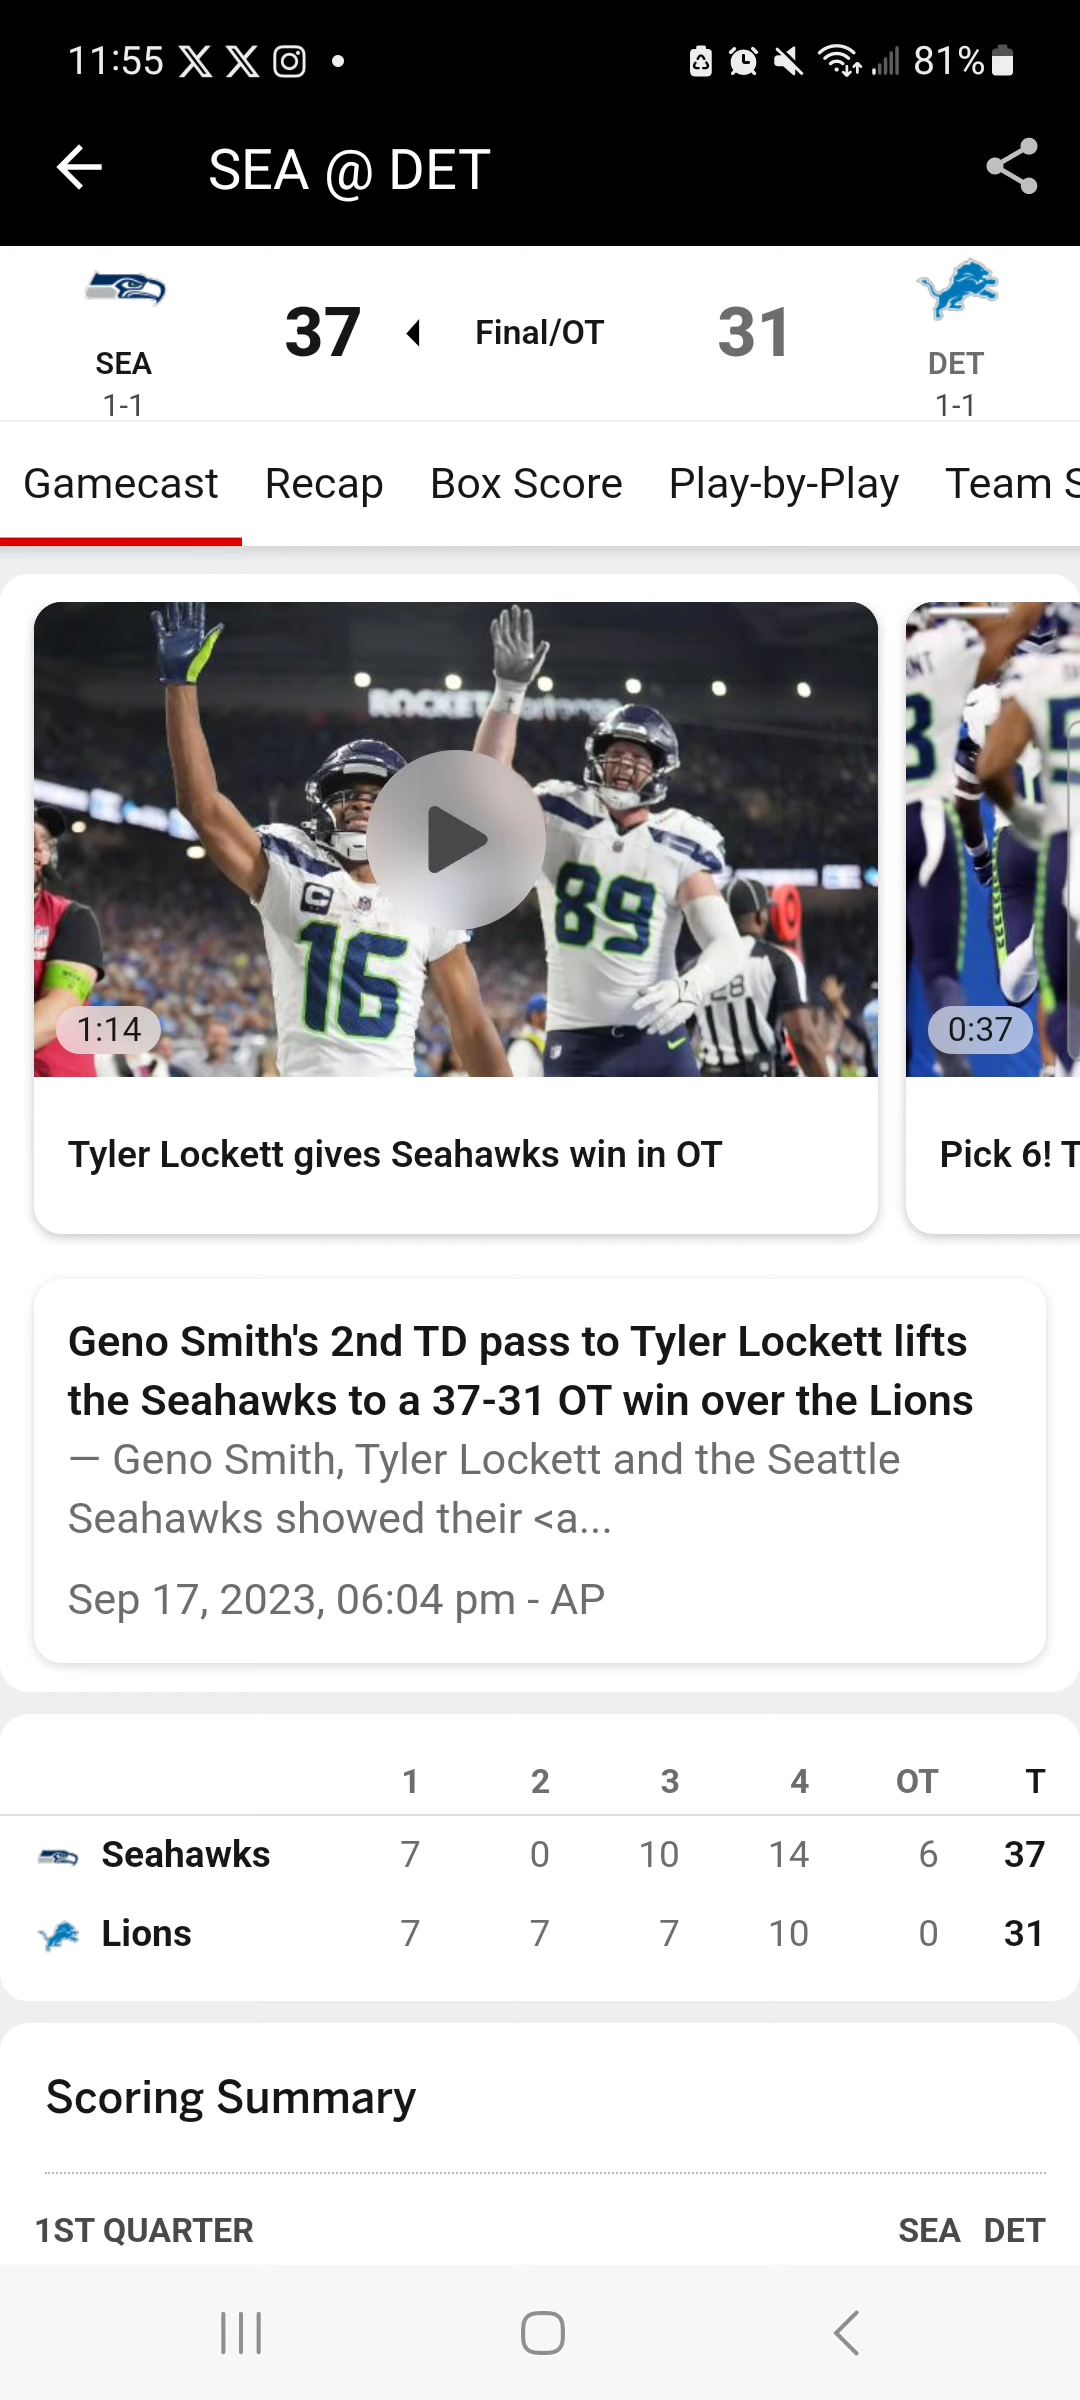 11:55
81%
SEA @ DET
37
Final/OT
31
SEA
DET
1-1
1-1
Gamecast Recap Box Score Play-by-Play Team S
ROCKET Mortgage
C
16
89
28
1:14
0:37
Tyler Lockett gives Seahawks win in OT
Pick 6! T
Geno Smith's 2nd TD pass to Tyler Lockett lifts
the Seahawks to a 37-31 OT win over the Lions
— Geno Smith, Tyler Lockett and the Seattle
Seahawks showed their <a...
Sep 17, 2023, 06:04 pm - AP
1 2 3 4 OT T
Seahawks 7 0 10 14 6 37
Lions 7 7 7 10 0 31
Scoring Summary
1ST QUARTER SEA DET